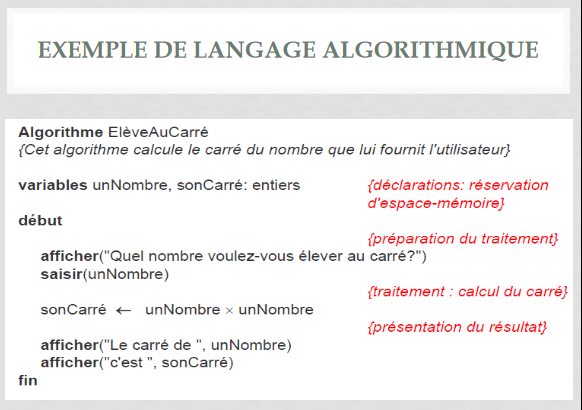 EXEMPLE DE LANGAGE ALGORITHMIQUE
Algorithme ElèveAuCarré
{Cet algorithme calcule le carré du nombre que lui fournit l'utilisateur}
variables unNombre, sonCarré: entiers {déclarations: réservation
d'espace-mémoire}
début
{préparation du traitement}
afficher("Quel nombre voulez-vous élever au carré?")
saisir(unNombre)
{traitement : calcul du carré}
sonCarré ← unNombre × unNombre
{présentation du résultat}
afficher("Le carré de ", unNombre)
afficher("c'est ", sonCarré)
fin